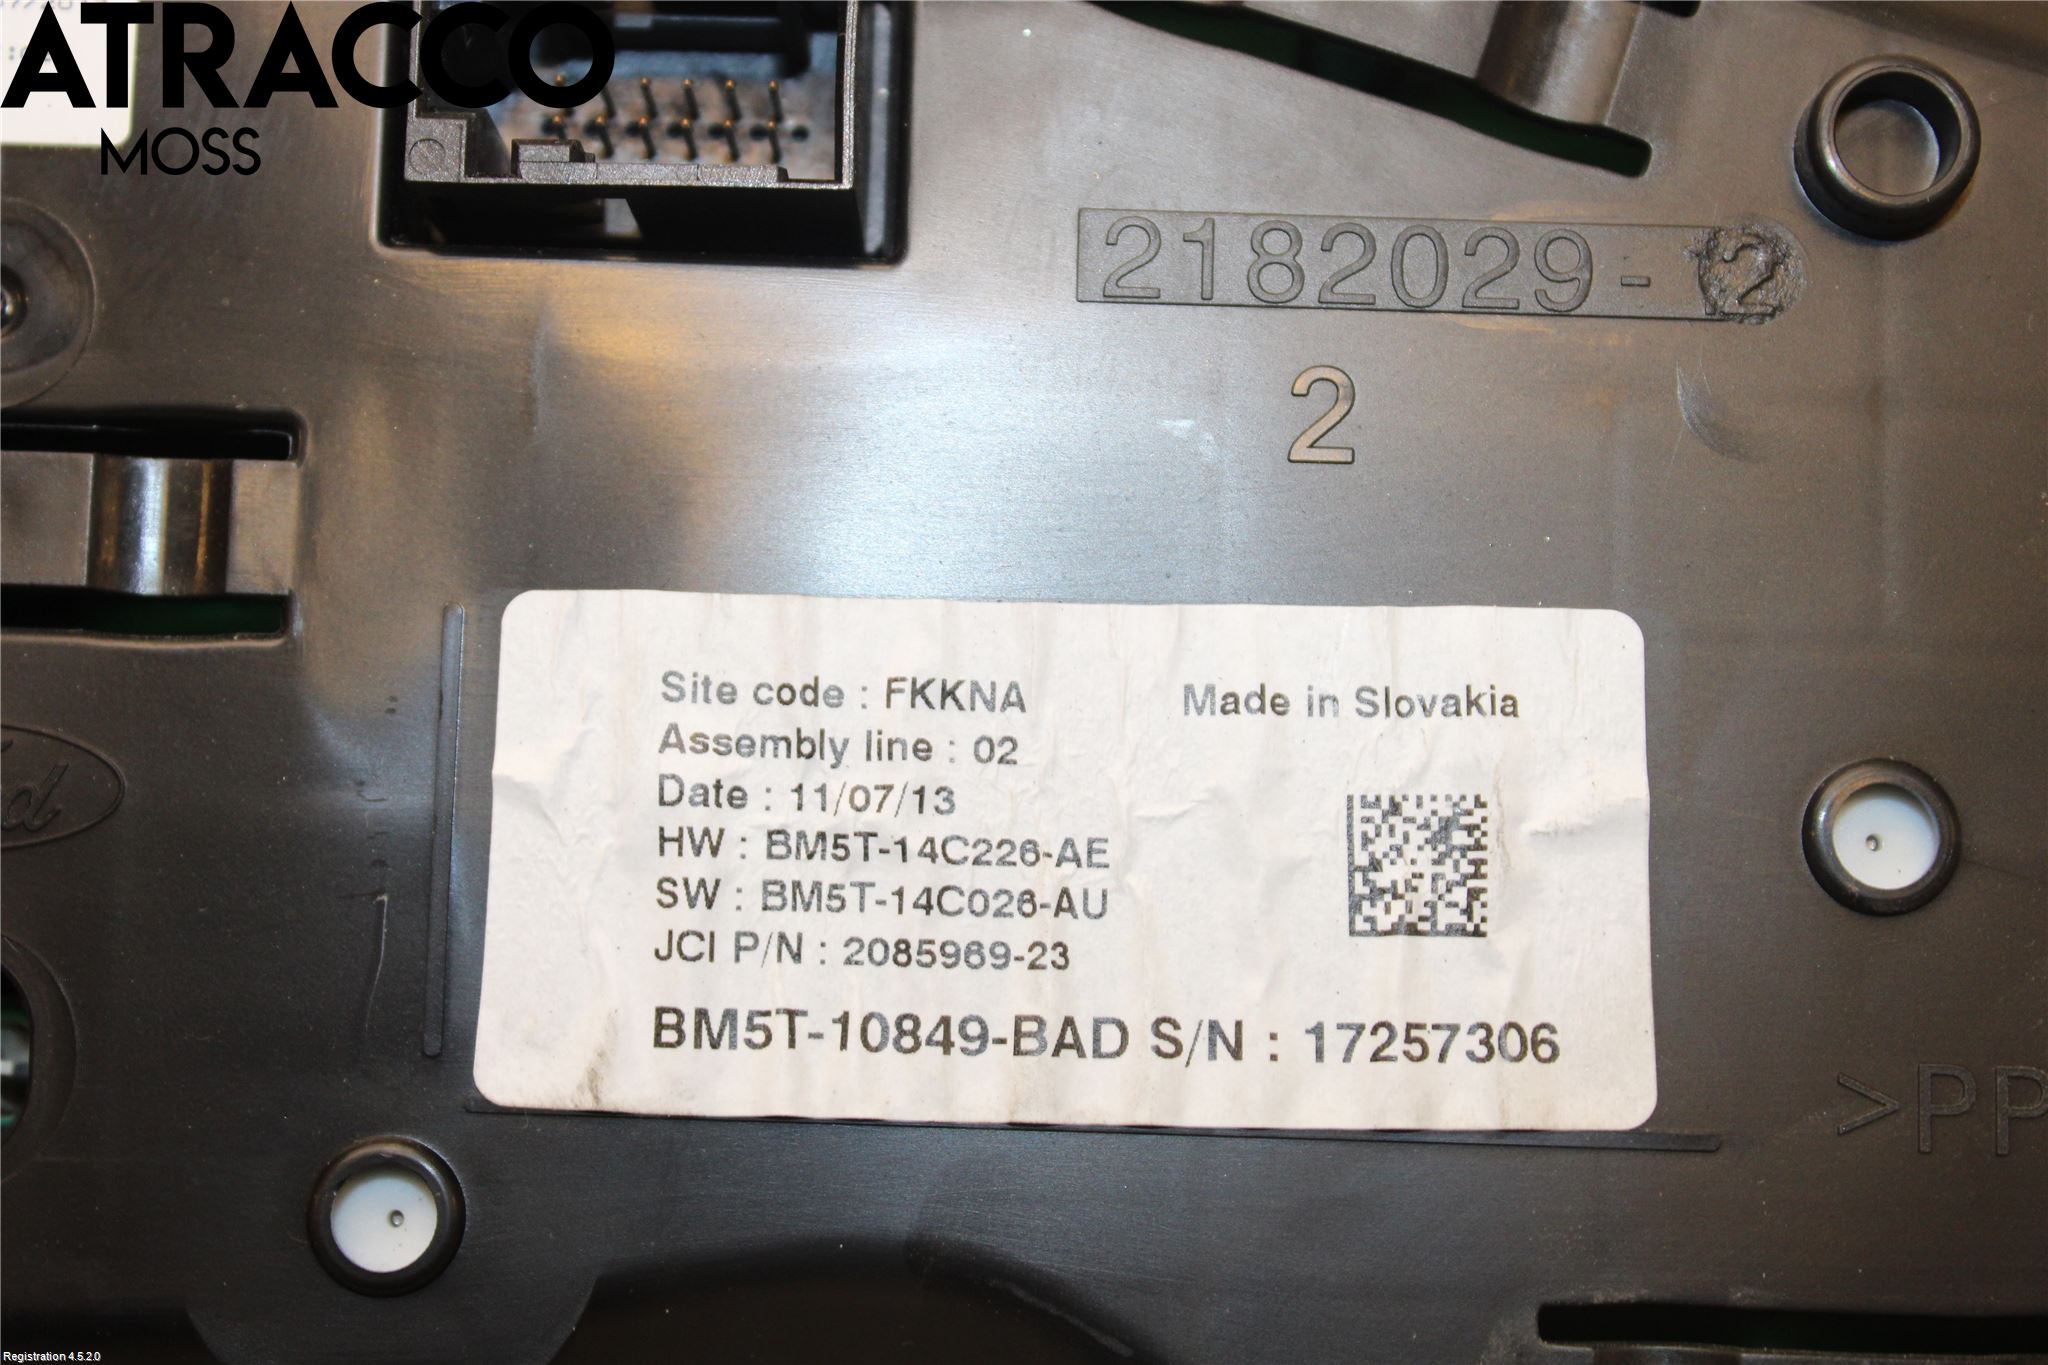 ATRACCO
MOSS
2182029-2
2
Site code : FKKNA
Made in Slovakia
Assembly line : 02
Date : 11/07/13
HW : BM5T-14C226-AE
SW : BM5T-14C026-AU
JCI P/N : 2085969-23
BM5T-10849-BAD S/N : 17257306
>PP
Registration 4.5.2.0